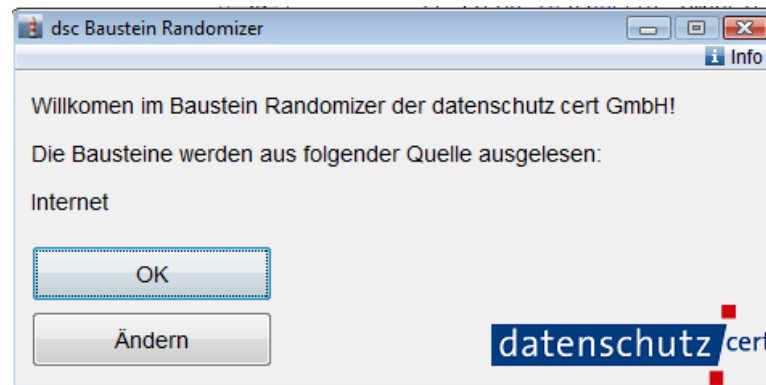 dsc Baustein Randomizer
Info
Willkomen im Baustein Randomizer der datenschutz cert GmbH!
Die Bausteine werden aus folgender Quelle ausgelesen:
Internet
OK
Ändern
datenschutz cert